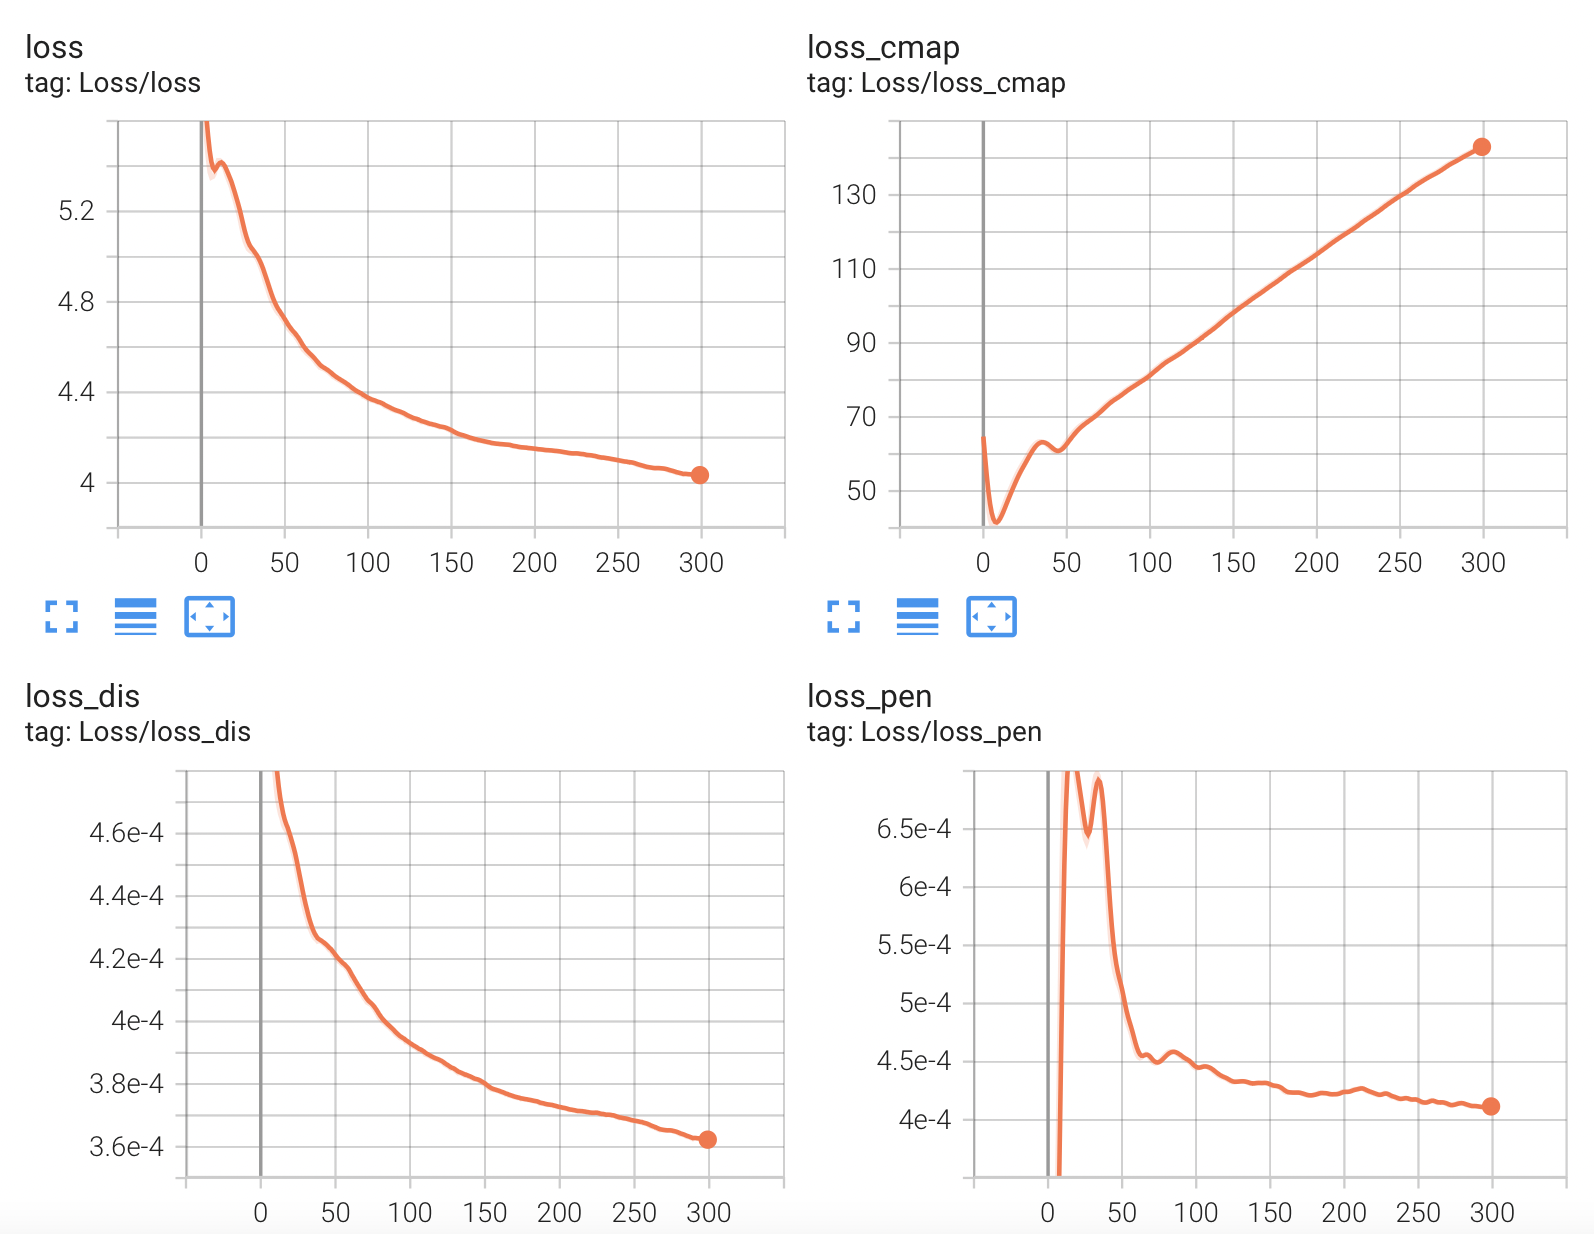 loss
tag: Loss/loss
5.2
4.8
4.4
4
0 50 100 150 200 250 300
loss_cmap
tag: Loss/loss_cmap
130
110
90
70
50
0 50 100 150 200 250 300
loss_dis
tag: Loss/loss_dis
4.6e-4
4.4e-4
4.2e-4
4e-4
3.8e-4
3.6e-4
0 50 100 150 200 250 300
loss_pen
tag: Loss/loss_pen
6.5e-4
6e-4
5.5e-4
5e-4
4.5e-4
4e-4
0 50 100 150 200 250 300